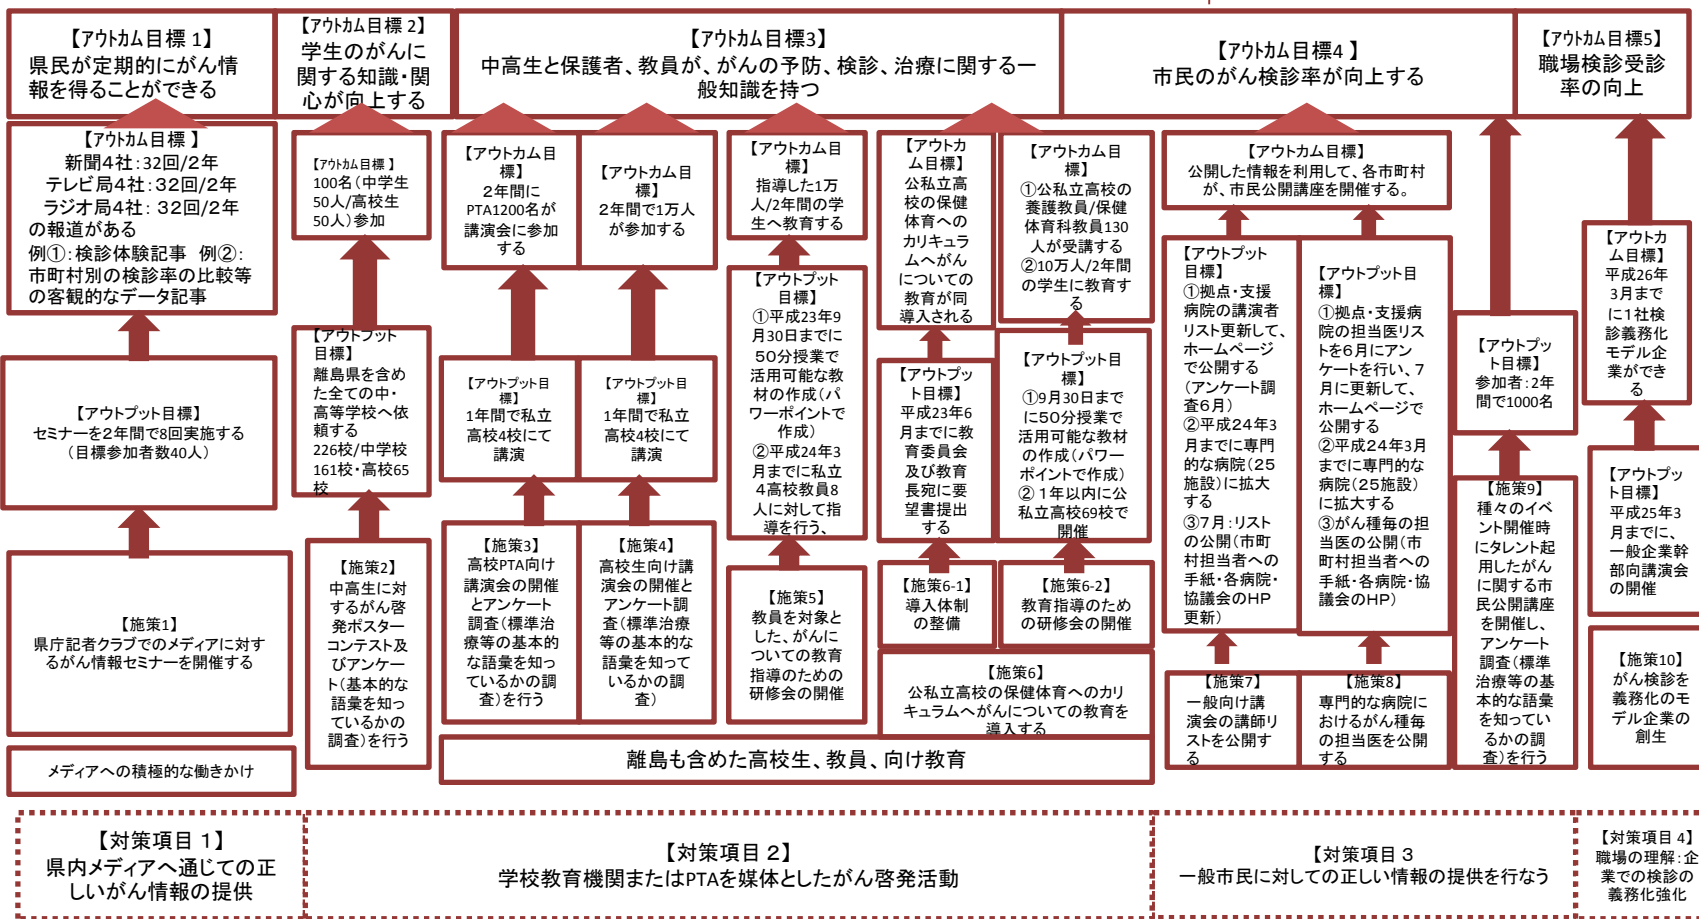 【アウトカム目標 1】
県民が定期的にがん情
報を得ることができる
【アウトカム目標 2】
学生のがんに
関する知識・関
心が向上する
【アウトカム目標3】
中高生と保護者、教員が、がんの予防、検診、治療に関する一
般知識を持つ
【アウトカム目標4 】
市民のがん検診率が向上する
【アウトカム目標5】
職場検診受診
率の向上
【アウトカム目標 】
新聞4社:32回/2年
テレビ局4社:32回/2年
ラジオ局4社: 32回/2年
の報道がある
例①:検診体験記事 例②:
市町村別の検診率の比較等
の客観的なデータ記事
【アウトカム目標 】
100名(中学生
50人/高校生
50人)参加
【アウトカム目
標】
2年間に
PTA1200名が
講演会に参加
する
【アウトカム目
標】
2年間で1万人
が参加する
【アウトカム目
標】
指導した1万
人/2年間の学
生へ教育する
【アウトカ
ム目標】
公私立高
校の保健
体育への
カリキュラ
ムへがん
について
の教育が同
導入される
【アウトカム目
標】
①公私立高校の
養護教員/保健
体育科教員130
人が受講する
②10万人/2年間
の学生に教育す
る
【アウトカム目標】
公開した情報を利用して、各市町村
が、市民公開講座を開催する。
【アウトカ
ム目標】
平成26年
3月まで
に1社検
診義務化
モデル企
業ができ
る
【アウトプット目標】
セミナーを2年間で8回実施する
(目標参加者数40人)
【アウトプット
目標】
離島県を含め
た全ての中・
高等学校へ依
頼する
226校/中学校
161校・高校65
校
【アウトプット目
標】
1年間で私立
高校4校にて
講演
【アウトプット目
標】
1年間で私立
高校4校にて
講演
【アウトプット目
標】
①平成23年9
月30日までに
50分授業で
活用可能な教
材の作成(パ
ワーポイントで
作成)
②平成24年3
月までに私立
4高校教員8
人に対して指
導を行う、
【アウトプッ
ト目標】
平成23年6
月までに教
育委員会
及び教育
長宛に要
望書提出
する
【アウトプット目
標】
①9月30日まで
に50分授業で
活用可能な教材
の作成(パワー
ポイントで作成)
② 1年以内に公
私立高校69校で
開催
【アウトプット
目標】
①拠点・支援
病院の講演者
リスト更新して、
ホームページ
で公開する
(アンケート調
査6月)
②平成24年3
月までに専門
的な病院(25
施設)に拡大
する
③7月:リスト
の公開(市町
村担当者への
手紙・各病院・
協議会のHP
更新)
【アウトプット目
標】
①拠点・支援病
院の担当医リス
トを6月にアン
ケートを行い、7
月に更新して、
ホームページで
公開する
②平成24年3月
までに専門的な
病院(25施設)
に拡大する
③がん種毎の担
当医の公開(市
町村担当者への
手紙・各病院・協
議会のHP)
【アウトプッ
ト目標】
参加者:2年
間で1000名
【アウトプッ
ト目標】
平成25年3
月までに、
一般企業幹
部向講演会
の開催
【施策1】
県庁記者クラブでのメディアに対す
るがん情報セミナーを開催する
【施策2】
中高生に対
するがん啓
発ポスター
コンテスト及
びアンケー
ト(基本的な
語彙を知っ
ているかの
調査)を行う
【施策3】
高校PTA向け
講演会の開催
とアンケート
調査(標準治
療等の基本的
な語彙を知っ
ているかの調
査)を行う
【施策4】
高校生向け講
演会の開催と
アンケート調
査(標準治療
等の基本的な
語彙を知って
いるかの調
査)
【施策5】
教員を対象と
した、がんに
ついての教育
指導のための
研修会の開催
【施策6-1】
導入体制
の整備
【施策6-2】
教育指導のため
の研修会の開催
【施策6】
公私立高校の保健体育へのカリ
キュラムへがんについての教育を
導入する
【施策7】
一般向け講
演会の講師リ
ストを公開す
る
【施策8】
専門的な病院に
おけるがん種毎
の担当医を公開
する
【施策9】
種々のイベ
ント開催時
にタレント起
用したがん
に関する市
民公開講座
を開催し、
アンケート
調査(標準
治療等の基
本的な語彙
を知ってい
るかの調
査)を行う
【施策10】
がん検診を
義務化のモ
デル企業の
創生
メディアへの積極的な働きかけ
離島も含めた高校生、教員、向け教育
【対策項目 1】
県内メディアへ通じての正
しいがん情報の提供
【対策項目 2】
学校教育機関またはPTAを媒体としたがん啓発活動
【対策項目 3
一般市民に対しての正しい情報の提供を行なう
【対策項目 4】
職場の理解:企
業での検診の
義務化強化